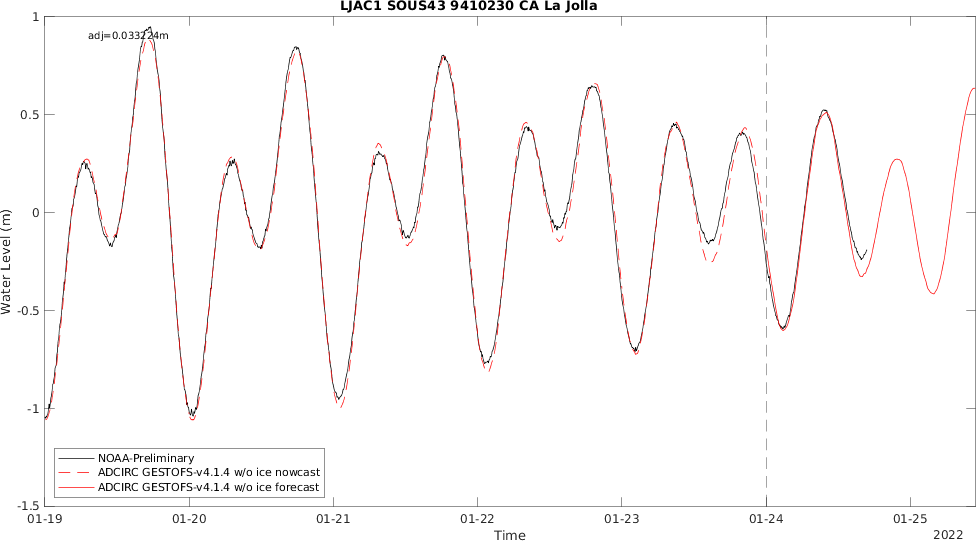 LJAC1 SOUS43 9410230 CA La Jolla
1
adj=0.033224m
0.5
0
-0.5
-1
-1.5
Water Level (m)
NOAA-Preliminary
ADCIRC GESTOFS-v4.1.4 w/o ice nowcast
ADCIRC GESTOFS-v4.1.4 w/o ice forecast
01-19 01-20 01-21 01-22 01-23 01-24 01-25
Time
2022